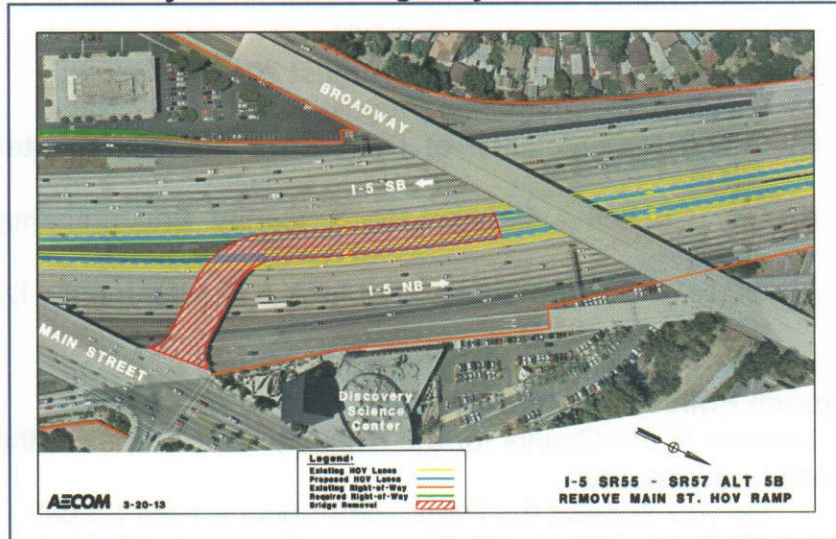 BROADWAY
I-5 SB
I-5 NB
MAIN STREET
Discovery
Science
Center
Legend:
Existing HOV Lanes
Proposed HOV Lanes
Existing Right-of-Way
Required Right-of-Way
Bridge Removal
AECOM 3-20-13
I-5 SR55 - SR57 ALT 5B
REMOVE MAIN ST. HOV RAMP